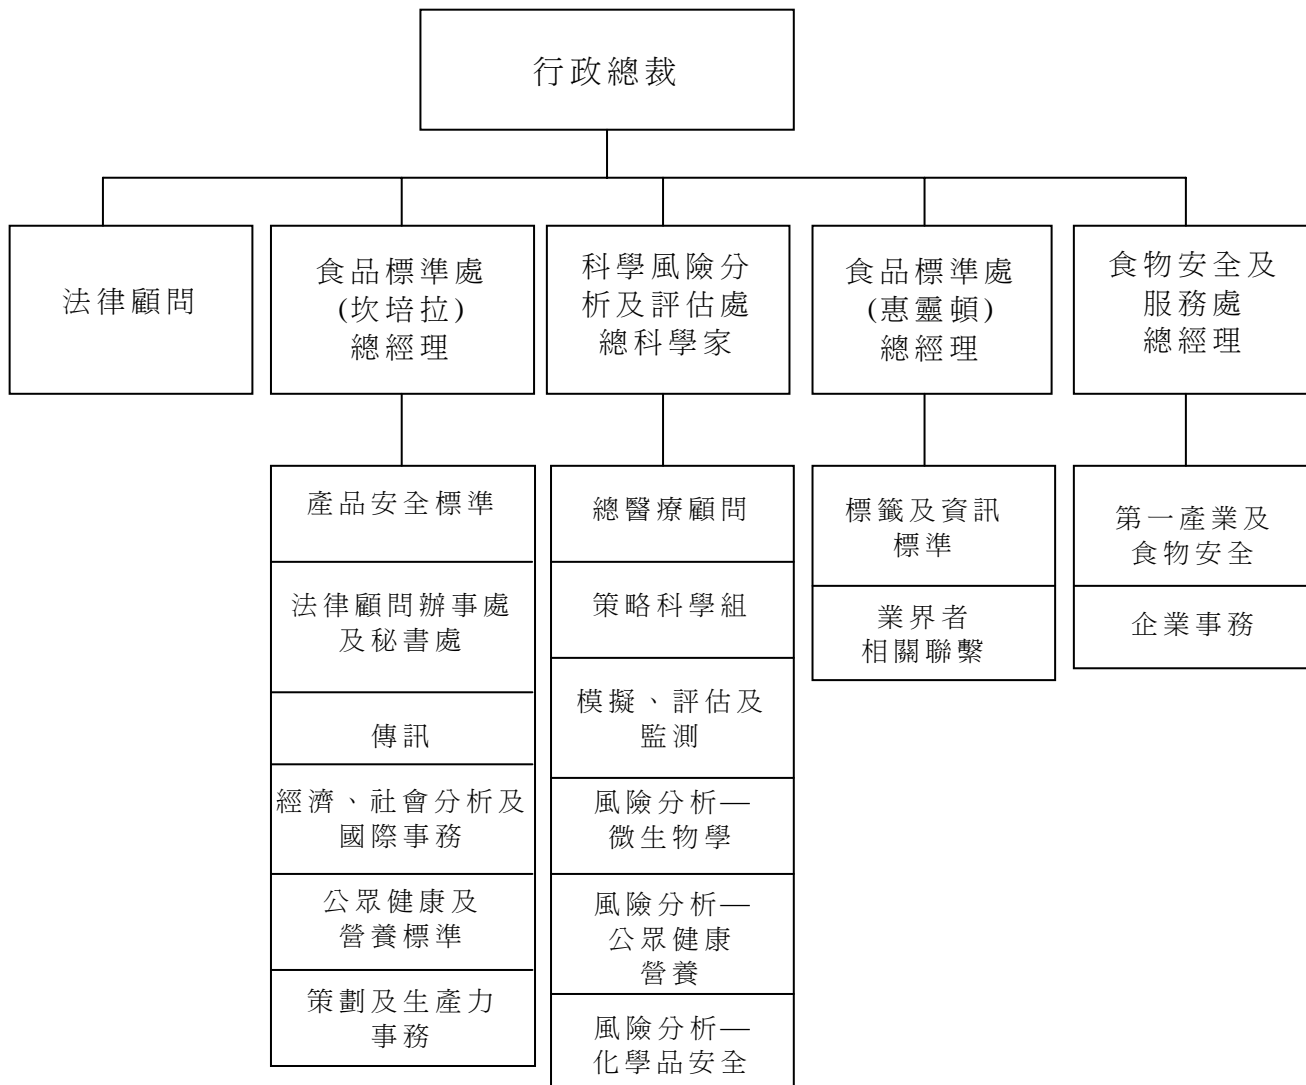 行政總裁
法律顧問
食品標準處
(坎培拉)
總經理
科學風險分
析及評估處
總科學家
食品標準處
(惠靈頓)
總經理
食物安全及
服務處
總經理
產品安全標準
法律顧問辦事處
及秘書處
傳訊
經濟、社會分析及
國際事務
公眾健康及
營養標準
策劃及生產力
事務
總醫療顧問
策略科學組
模擬、評估及
監測
風險分析—
微生物學
風險分析—
公眾健康
營養
風險分析—
化學品安全
標籤及資訊
標準
業界者
相關聯繫
第一產業及
食物安全
企業事務